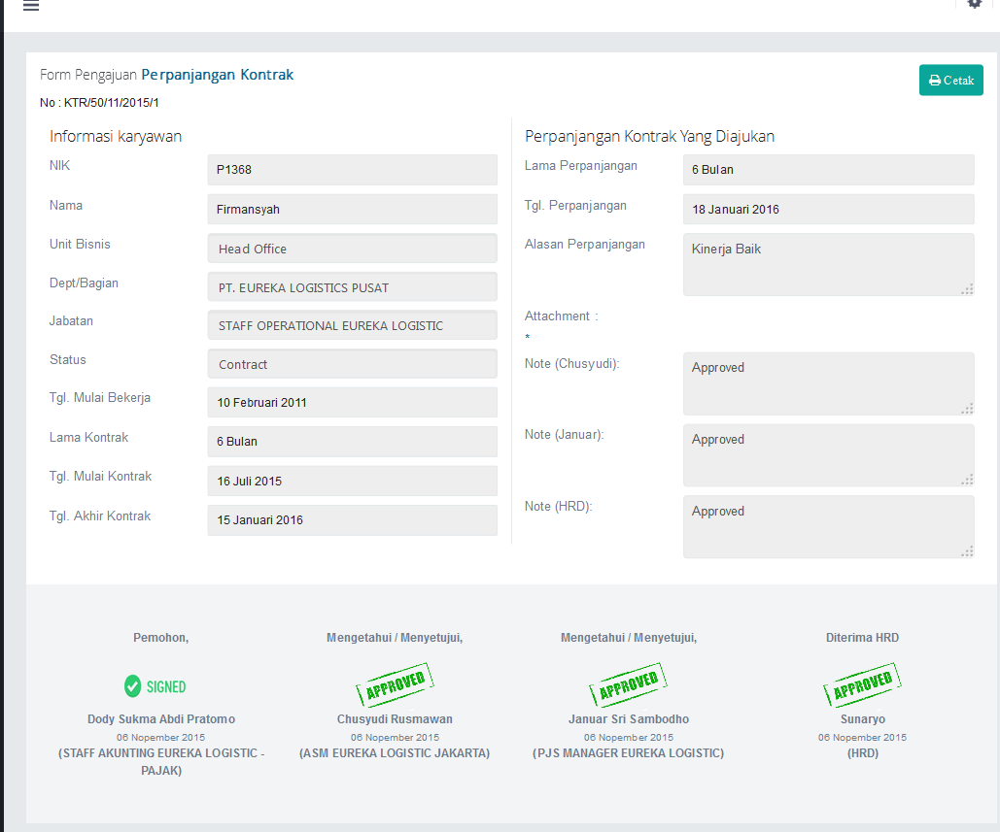 Form Pengajuan Perpanjangan Kontrak
Cetak
No : KTR/50/11/2015/1
Informasi karyawan
NIK
P1368
Nama
Firmansyah
Unit Bisnis
Head Office
Dept/Bagian
PT. EUREKA LOGISTICS PUSAT
Jabatan
STAFF OPERATIONAL EUREKA LOGISTIC
Status
Contract
Tgl. Mulai Bekerja
10 Februari 2011
Lama Kontrak
6 Bulan
Tgl. Mulai Kontrak
16 Juli 2015
Tgl. Akhir Kontrak
15 Januari 2016
Perpanjangan Kontrak Yang Diajukan
Lama Perpanjangan
6 Bulan
Tgl. Perpanjangan
18 Januari 2016
Alasan Perpanjangan
Kinerja Baik
Attachment :
*
Note (Chusyudi):
Approved
Note (Januar):
Approved
Note (HRD):
Approved
Pemohon,
SIGNED
Dody Sukma Abdi Pratomo
06 Nopember 2015
(STAFF AKUNTING EUREKA LOGISTIC -
PAJAK)
Mengetahui / Menyetujui,
APPROVED
Chusyudi Rusmawan
06 Nopember 2015
(ASM EUREKA LOGISTIC JAKARTA)
Mengetahui / Menyetujui,
APPROVED
Januar Sri Sambodho
06 Nopember 2015
(PJS MANAGER EUREKA LOGISTIC)
Diterima HRD
APPROVED
Sunaryo
06 Nopember 2015
(HRD)